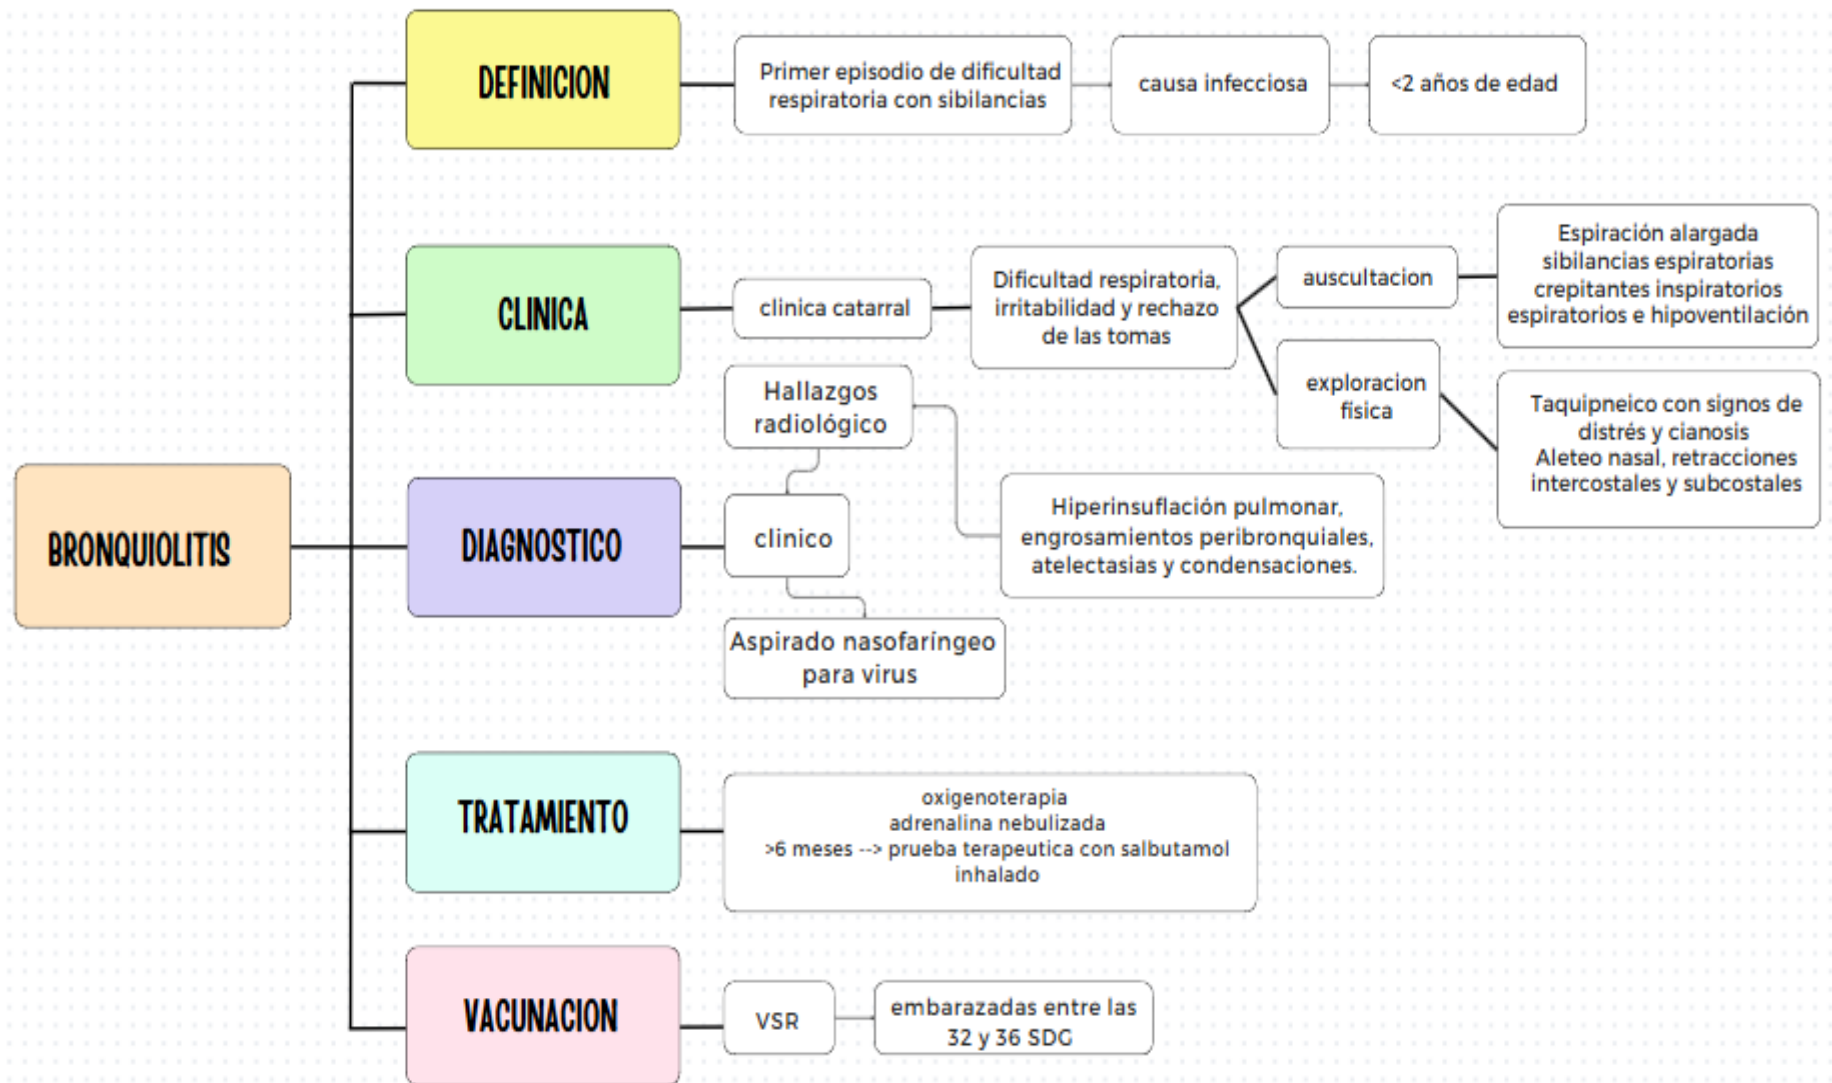 BRONQUIOLITIS
DEFINICION
Primer episodio de dificultad
respiratoria con sibilancias
causa infecciosa
<2 años de edad
CLINICA
clinica catarral
Dificultad respiratoria,
irritabilidad y rechazo
de las tomas
auscultacion
Espiración alargada
sibilancias espiratorias
crepitantes inspiratorios
espiratorios e hipoventilación
exploracion
fisica
Taquipneico con signos de
distrés y cianosis
Aleteo nasal, retracciones
intercostales y subcostales
DIAGNOSTICO
Hallazgos
radiológico
clinico
Hiperinsuflación pulmonar,
engrosamientos peribronquiales,
atelectasias y condensaciones.
Aspirado nasofaríngeo
para virus
TRATAMIENTO
oxigenoterapia
adrenalina nebulizada
>6 meses --> prueba terapeutica con salbutamol
inhalado
VACUNACION
VSR
embarazadas entre las
32 y 36 SDG